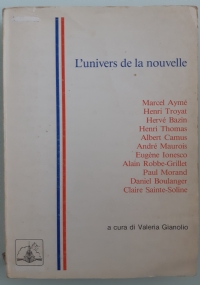 L'univers de la nouvelle
Marcel Aymé
Henri Troyat
Hervé Bazin
Henri Thomas
Albert Camus
André Maurois
Eugène Ionesco
Alain Robbe-Grillet
Paul Morand
Daniel Boulanger
Claire Sainte-Soline
a cura di Valeria Gianolio